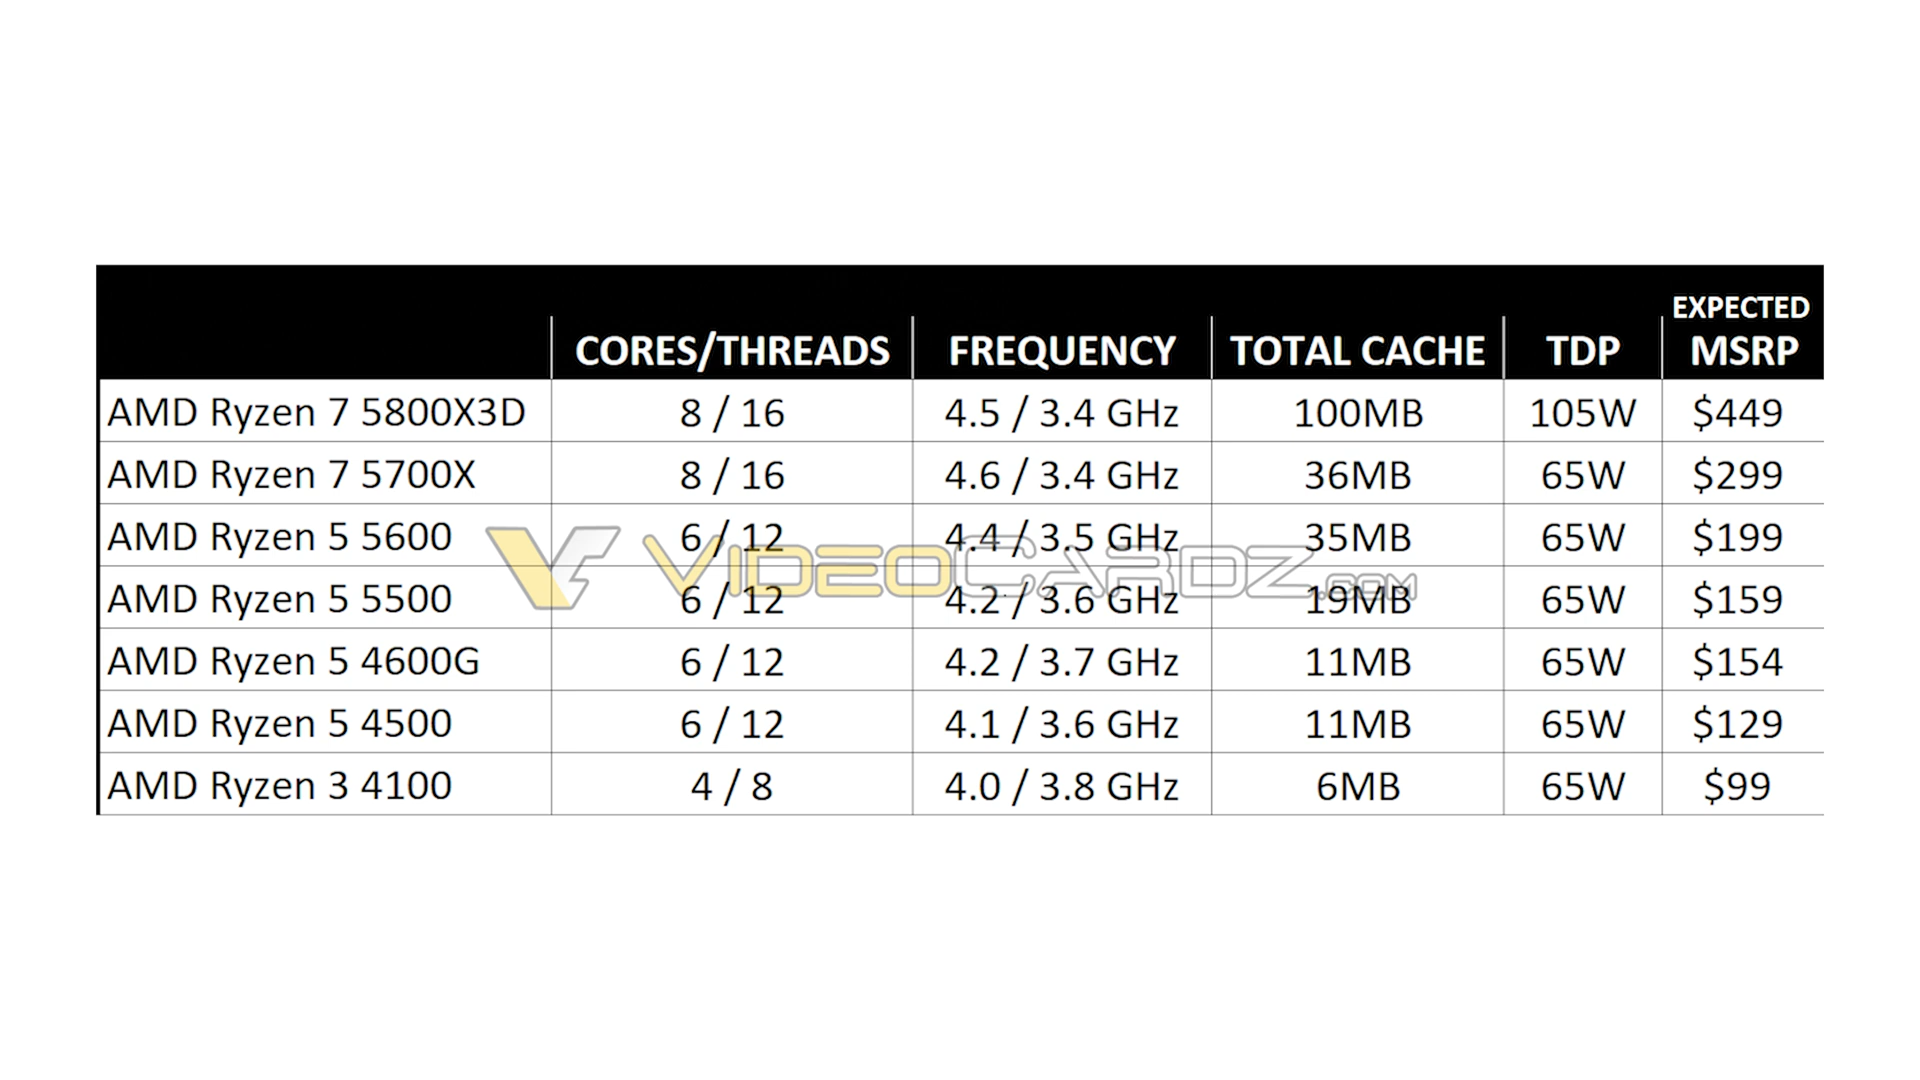 EXPECTED
CORES/THREADS FREQUENCY TOTAL CACHE TDP MSRP
AMD Ryzen 7 5800X3D 8 / 16 4.5 / 3.4 GHz 100MB 105W $449
AMD Ryzen 7 5700X 8 / 16 4.6 / 3.4 GHz 36MB 65W $299
AMD Ryzen 5 5600 6 / 12 4.4 / 3.5 GHz 35MB 65W $199
VIDEOCARDZ.COM
AMD Ryzen 5 5500 6 / 12 4.2 / 3.6 GHz 19MB 65W $159
AMD Ryzen 5 4600G 6 / 12 4.2 / 3.7 GHz 11MB 65W $154
AMD Ryzen 5 4500 6 / 12 4.1 / 3.6 GHz 11MB 65W $129
AMD Ryzen 3 4100 4 / 8 4.0 / 3.8 GHz 6MB 65W $99